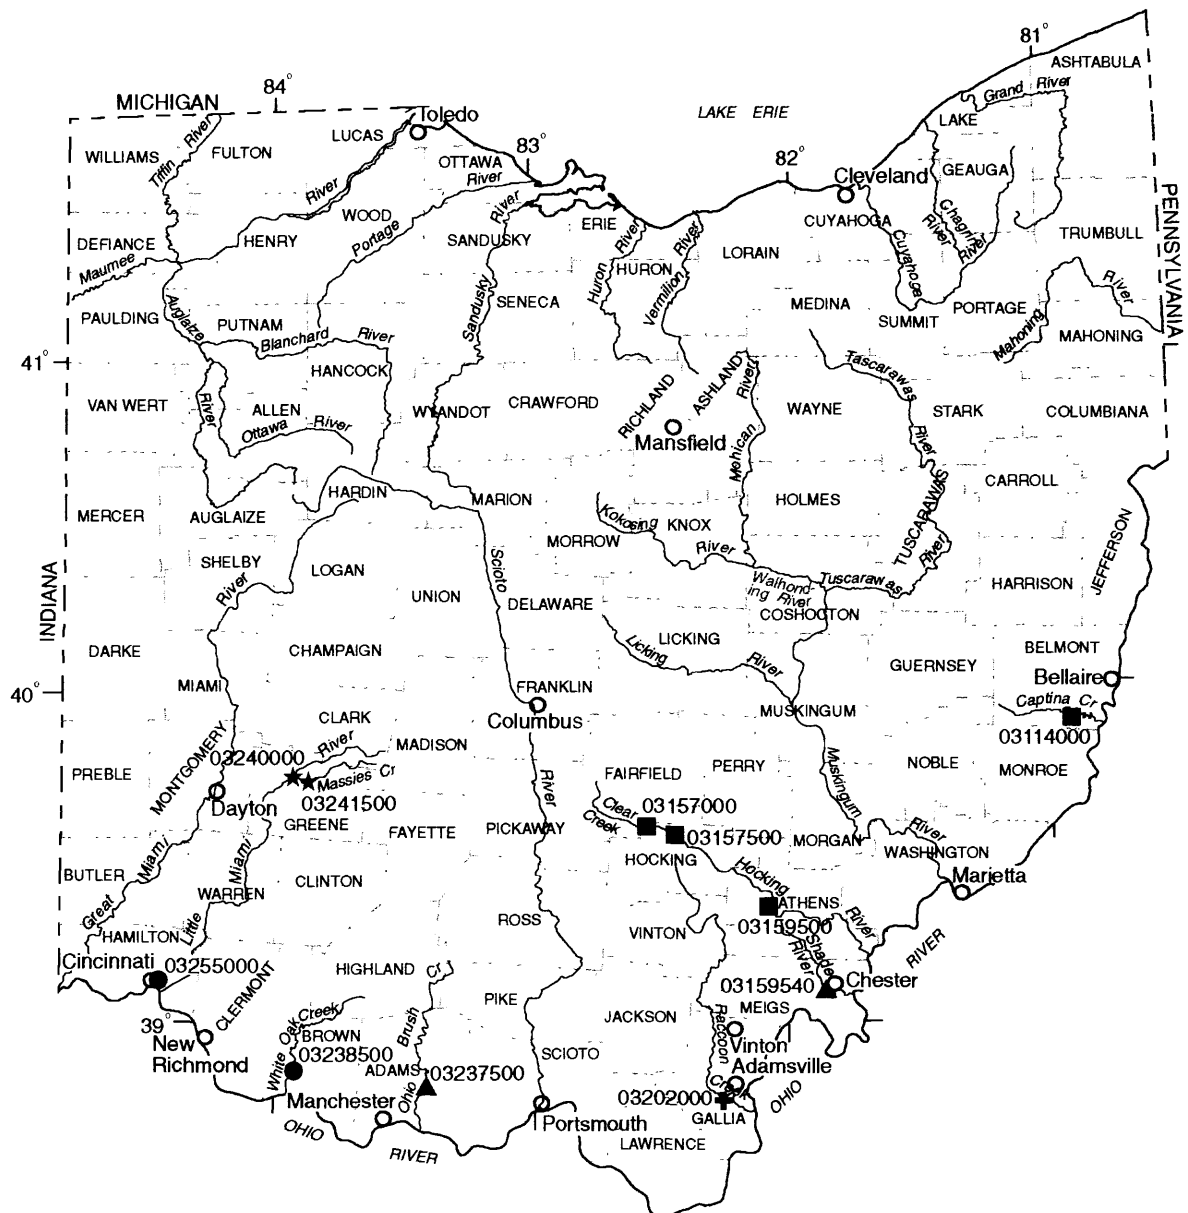 81°
ASHTABULA
84°
MICHIGAN
Grand River
Toledo
LAKE ERIE
LAKE
LUCAS
83°
WILLIAMS
Tiffin River
FULTON
OTTAWA
82°
Cleveland
GEAUGA
River
River
PENNSYLVANIA
WOOD
Portage
River
ERIE
CUYAHOGA
Chagrin
River
River
TRUMBULL
DEFIANCE
HENRY
SANDUSKY
River
River
LORAIN
Cuyahoga
Maumee
HURON
Huron
Vermilion
Sandusky
SENECA
MEDINA
PORTAGE
River
PAULDING
Auglaize
PUTNAM
SUMMIT
Mahoning
MAHONING
Blanchard River
41°
HANCOCK
RICHLAND
ASHLAND
River
Tascarawas
VAN WERT
River
ALLEN
WYANDOT
CRAWFORD
WAYNE
STARK
COLUMBIANA
Ottawa River
Mansfield
River
Mohican
CARROLL
HARDIN
MARION
HOLMES
TUSCARAWAS
MERCER
AUGLAIZE
Kokosing
KNOX
JEFFERSON
MORROW
River
River
SHELBY
Scioto
River
LOGAN
Walhond-
ing River
Tuscarawas
HARRISON
INDIANA
UNION
DELAWARE
COSHOCTON
LICKING
Licking
River
BELMONT
DARKE
CHAMPAIGN
GUERNSEY
Bellaire
40°
MIAMI
FRANKLIN
Captina Cr
MUSKINGUM
CLARK
Columbus
03114000
MONTGOMERY
03240000
River
MADISON
Muskingum
PREBLE
FAIRFIELD
PERRY
NOBLE
MONROE
Massies Cr
River
Dayton
03241500
Clear
Creek
03157000
GREENE
FAYETTE
PICKAWAY
03157500
MORGAN
River
Miami
Miami
HOCKING
WASHINGTON
BUTLER
CLINTON
Hocking
Marietta
WARREN
Great
Little
ROSS
ATHENS
HAMILTON
VINTON
03159500
River
RIVER
Cincinnati
03255000
HIGHLAND
Cr
Shade
River
03159540
Chester
CLERMONT
PIKE
39°
Oak Creek
Brush
JACKSON
Raccoon
MEIGS
New
Richmond
BROWN
Vinton
White
03238500
SCIOTO
ADAMS
03237500
Adamsville
Manchester
Ohio
Creek
03202000
OHIO
OHIO
Portsmouth
GALLIA
RIVER
LAWRENCE